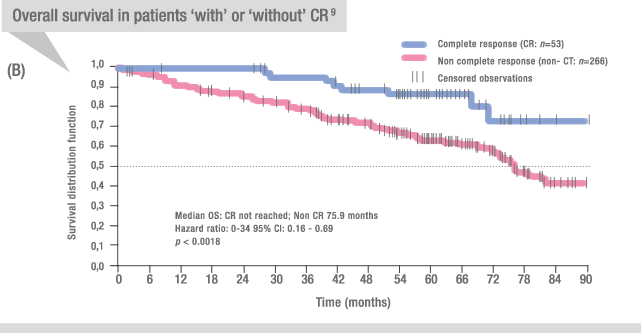 Overall survival in patients ‘with’ or ‘without’ CR⁹
(B)
Complete response (CR: n=53)
Non complete response (non- CT: n=266)
Censored observations
Survival distribution function
1,0
0,9
0,8
0,7
0,6
0,5
0,4
0,3
0,2
0,1
0,0
Median OS: CR not reached; Non CR 75.9 months
Hazard ratio: 0-34 95% CI: 0.16 - 0.69
p < 0.0018
0 6 12 18 24 30 36 42 48 54 60 66 72 78 84 90
Time (months)